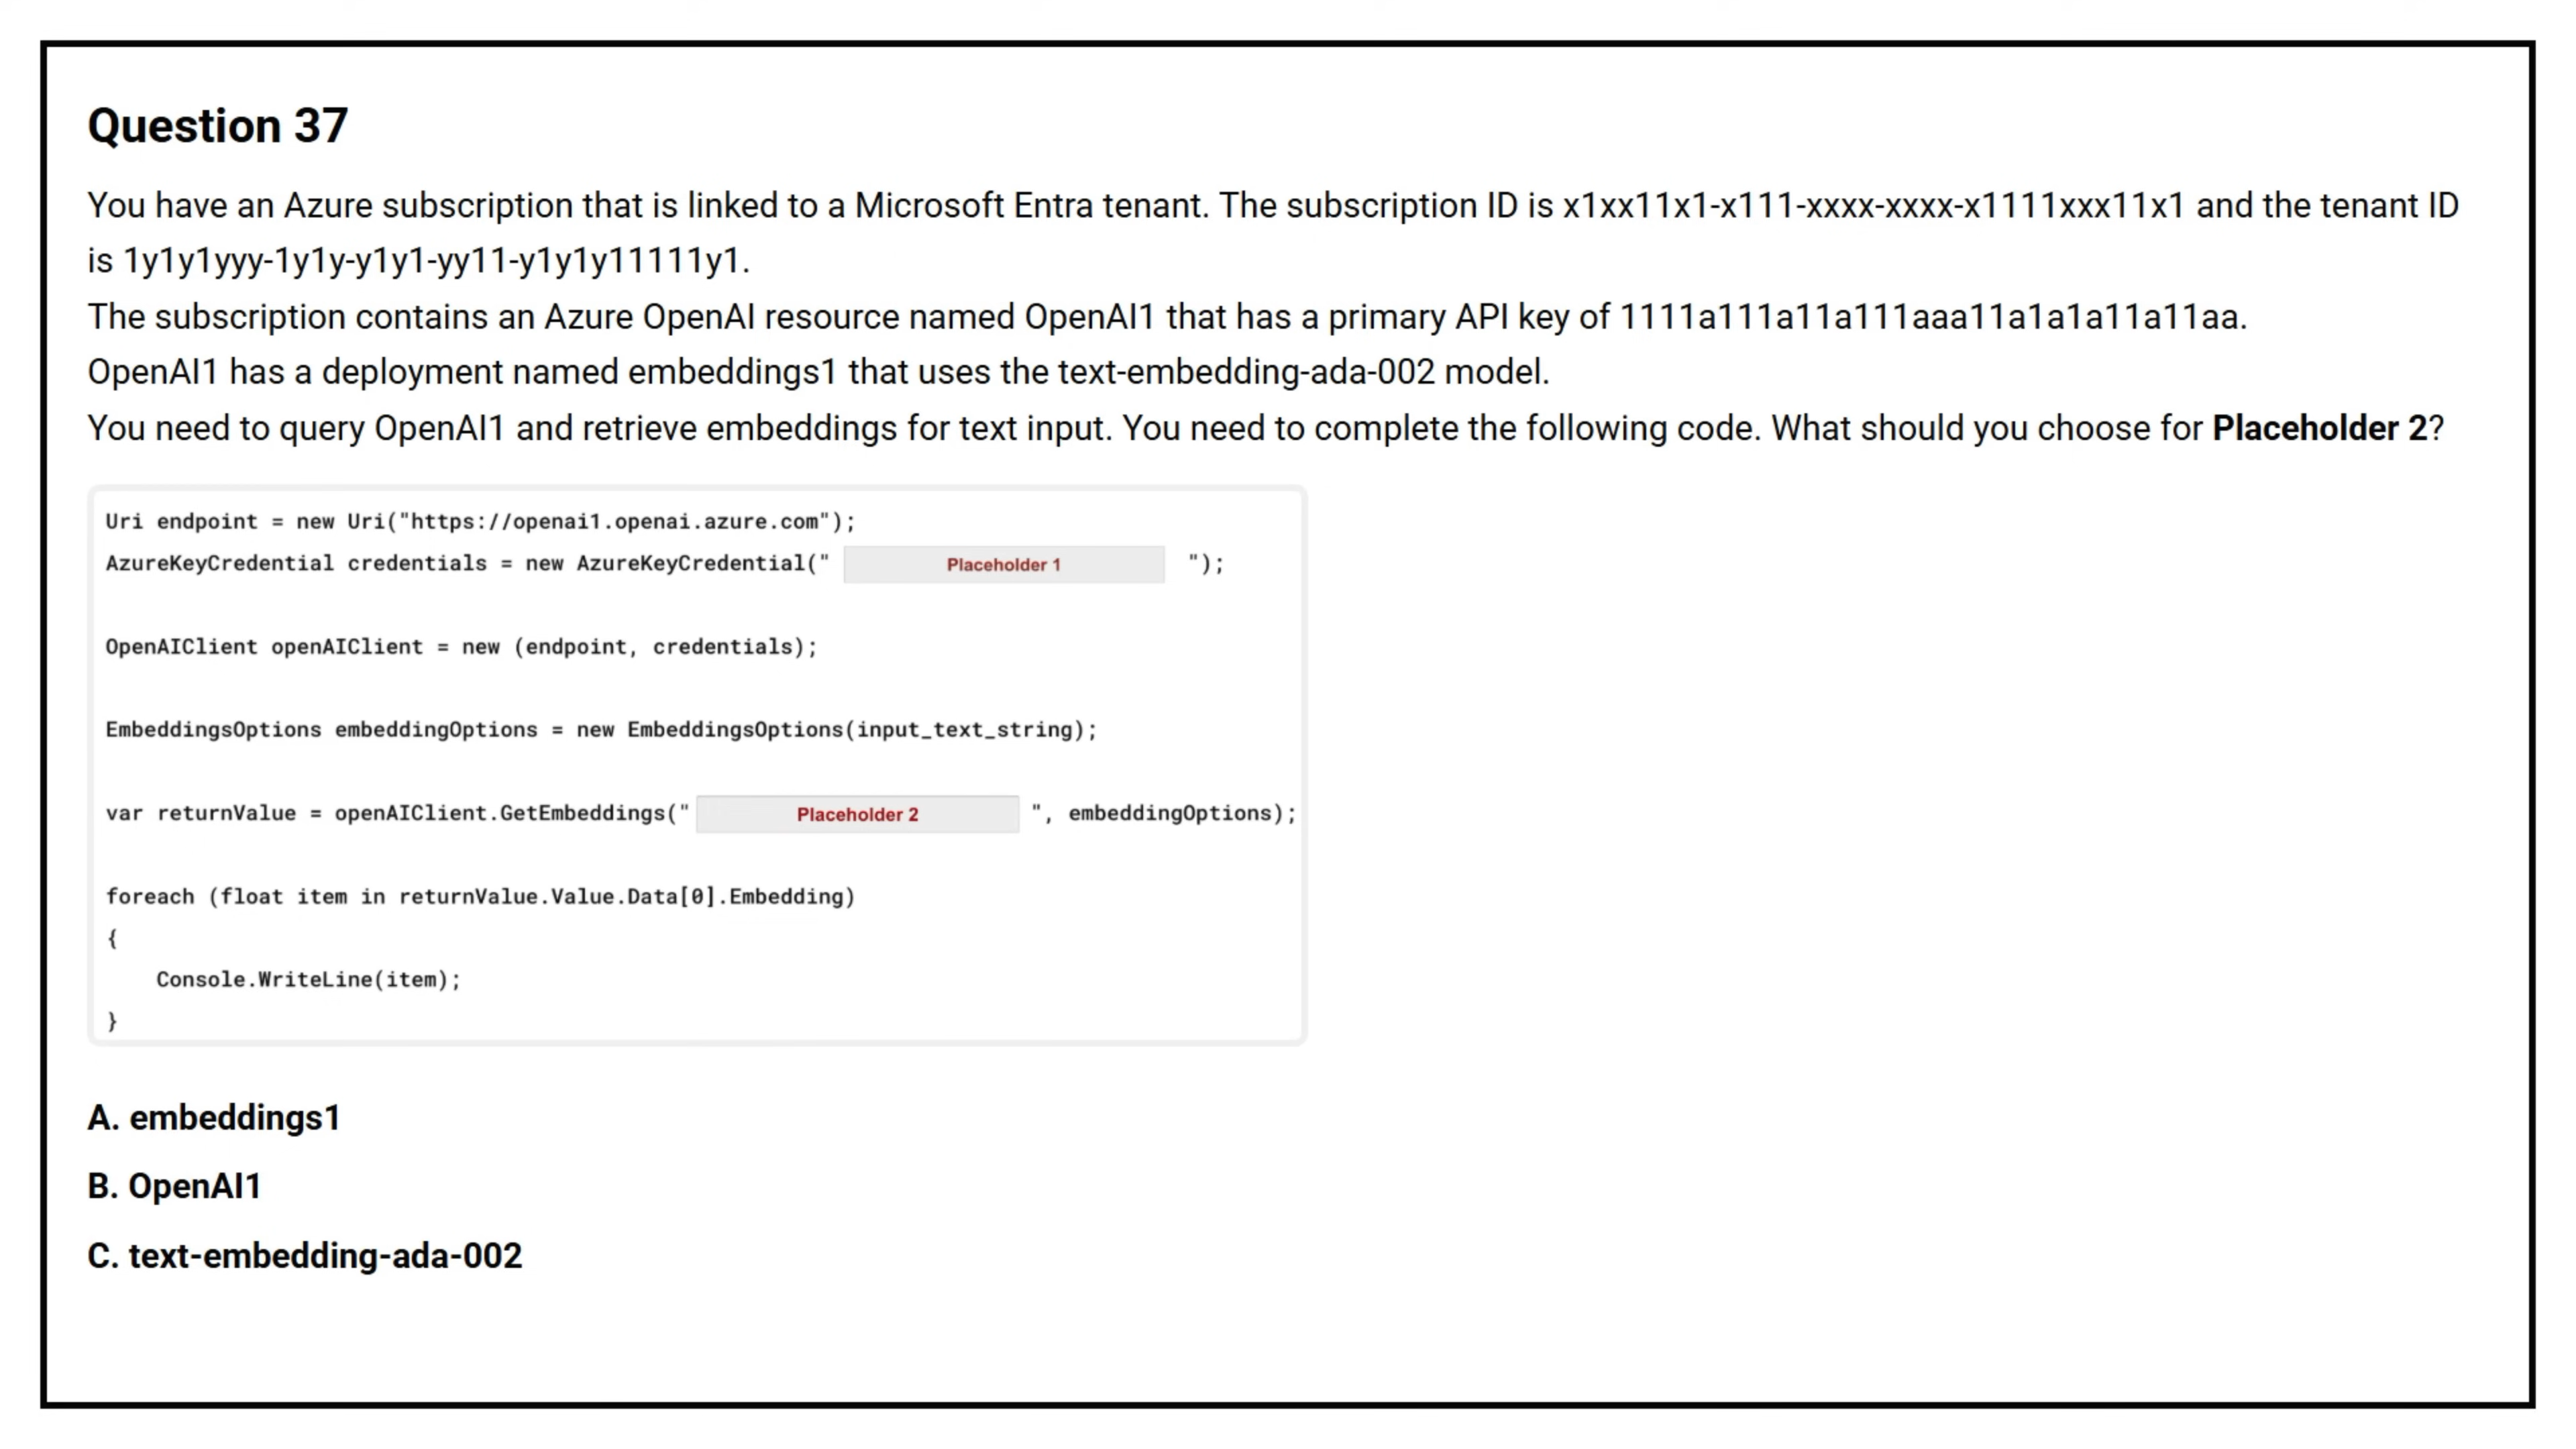 Question 37
You have an Azure subscription that is linked to a Microsoft Entra tenant. The subscription ID is x1xx11x1-x111-xxxx-xxxx-x1111xxx11x1 and the tenant ID
is 1y1y1yyy-1y1y-y1y1-yy11-y1y1y11111y1.
The subscription contains an Azure OpenAI resource named OpenAI1 that has a primary API key of 1111a111a11a111aaa11a1a1a11a11aa.
OpenAI1 has a deployment named embeddings1 that uses the text-embedding-ada-002 model.
You need to query OpenAI1 and retrieve embeddings for text input. You need to complete the following code. What should you choose for Placeholder 2?
Uri endpoint = new Uri("https://openai1.openai.azure.com");
AzureKeyCredential credentials = new AzureKeyCredential(" Placeholder 1 ");
OpenAIClient openAIClient = new (endpoint, credentials);
EmbeddingsOptions embeddingOptions = new EmbeddingsOptions(input_text_string);
var returnValue = openAIClient.GetEmbeddings(" Placeholder 2 ", embeddingOptions);
foreach (float item in returnValue.Value.Data[0].Embedding)
{
Console.WriteLine(item);
}
A. embeddings1
B. OpenAI1
C. text-embedding-ada-002